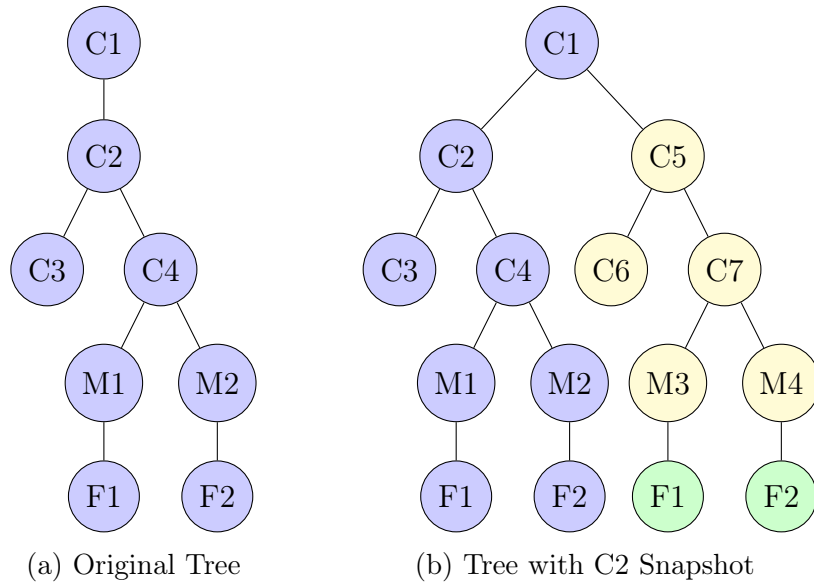 C1
C2
C3 C4
M1 M2
F1 F2
(a) Original Tree
C1
C2 C5
C3 C4 C6 C7
M1 M2 M3 M4
F1 F2 F1 F2
(b) Tree with C2 Snapshot